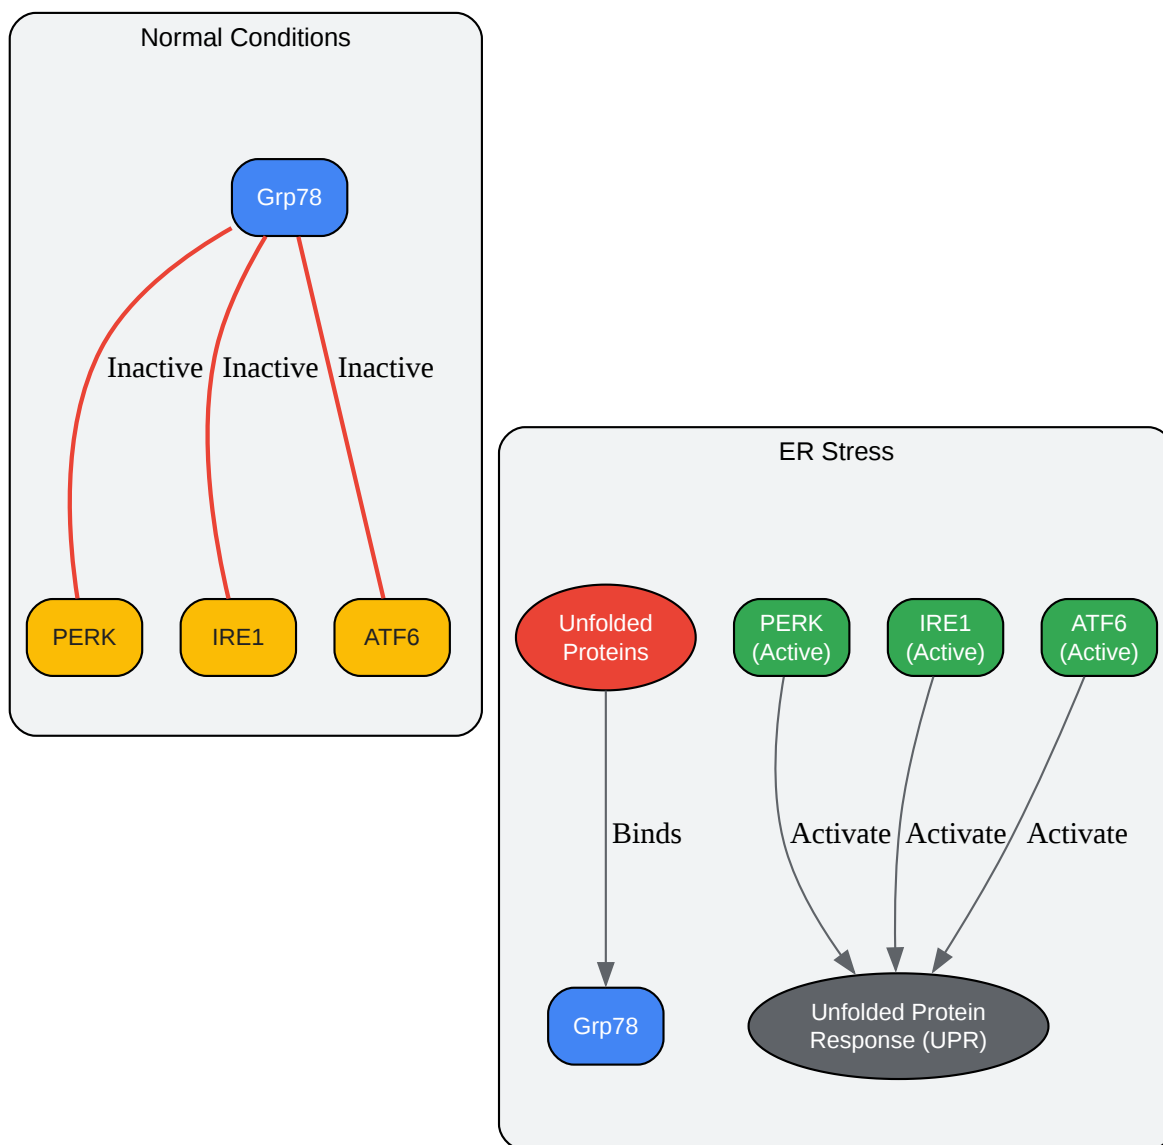 Normal Conditions
Grp78
Inactive
Inactive
Inactive
PERK
IRE1
ATF6
ER Stress
Unfolded
Proteins
PERK
(Active)
IRE1
(Active)
ATF6
(Active)
Binds
Activate
Activate
Activate
Grp78
Unfolded Protein
Response (UPR)